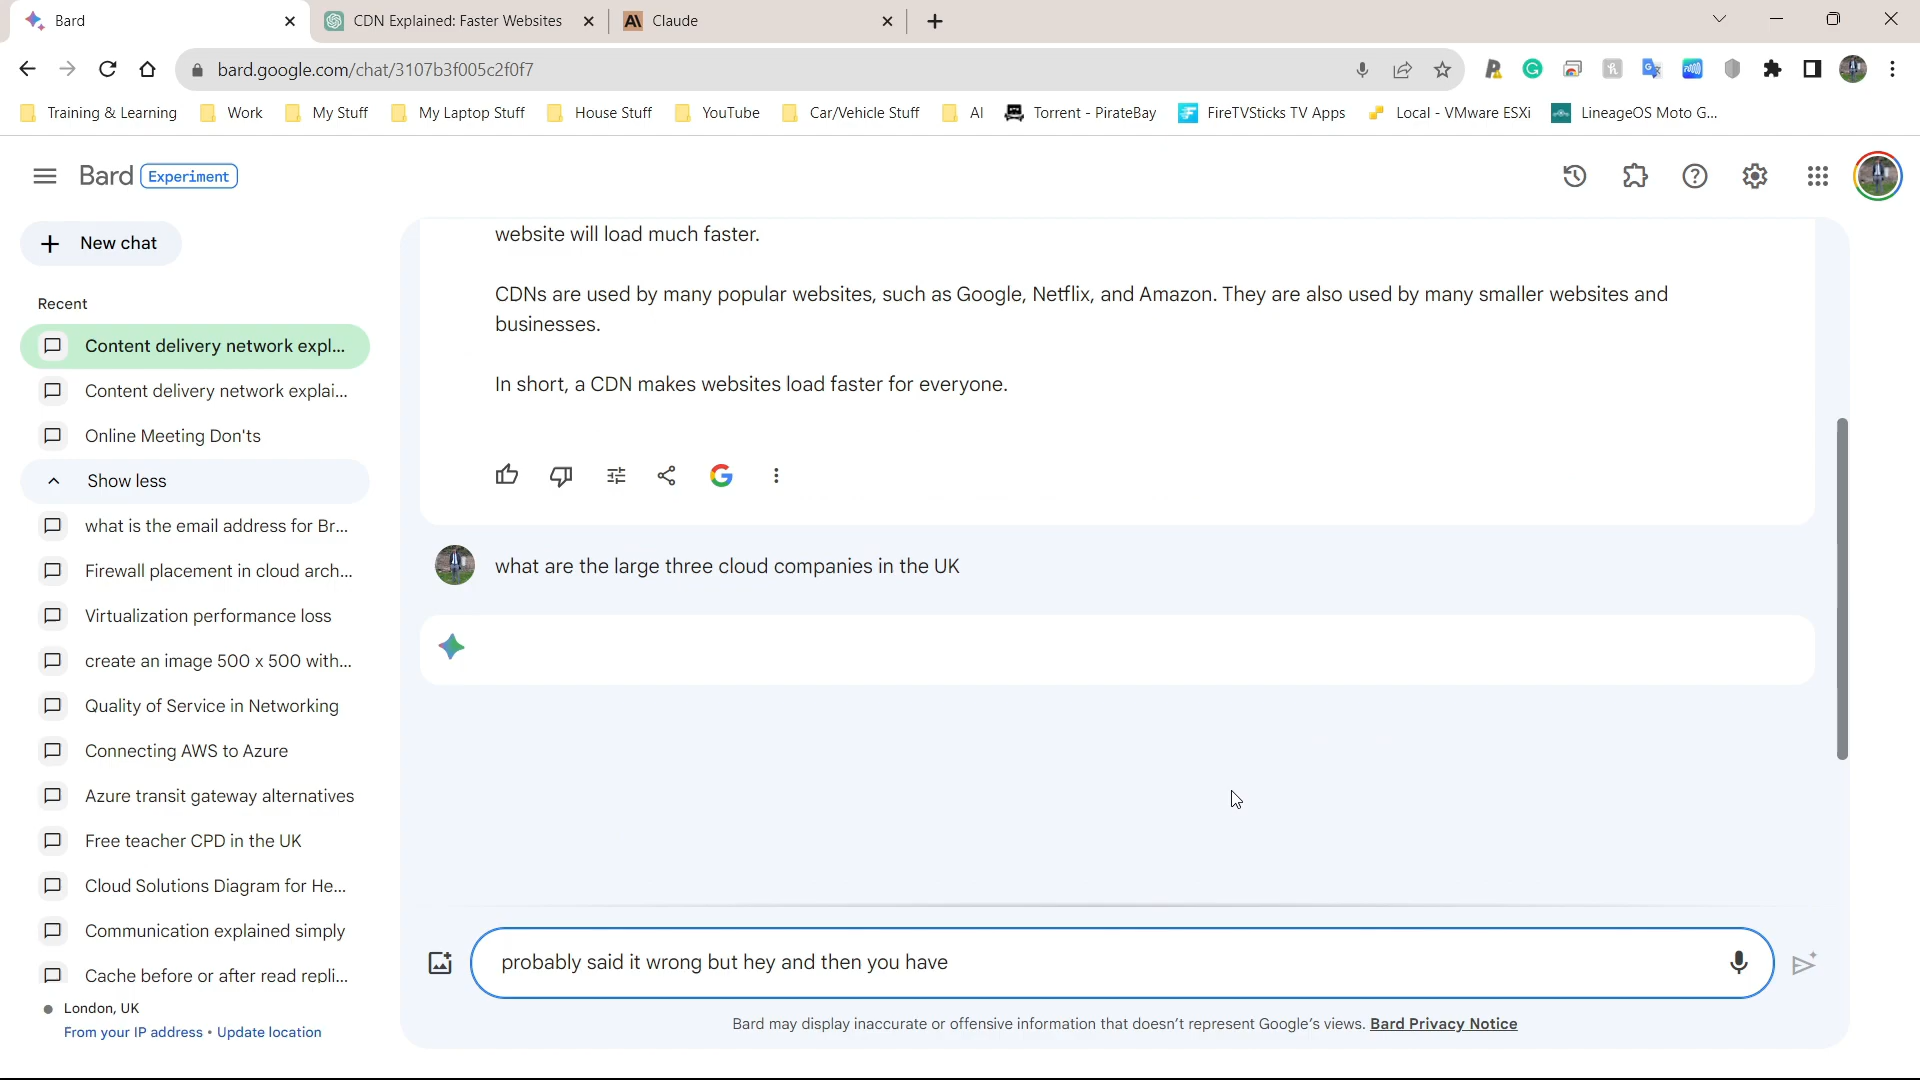 Bard
CDN Explained: Faster Websites
Claude
bard.google.com/chat/3107b3f005c2f0f7
Training & Learning
Work
My Stuff
My Laptop Stuff
House Stuff
YouTube
Car/Vehicle Stuff
AI
Torrent - PirateBay
FireTVSticks TV Apps
Local - VMware ESXi
LineageOS Moto G...
Bard Experiment
New chat
Recent
Content delivery network expl...
Content delivery network explai...
Online Meeting Don'ts
Show less
what is the email address for Br...
Firewall placement in cloud arch...
Virtualization performance loss
create an image 500 x 500 with...
Quality of Service in Networking
Connecting AWS to Azure
Azure transit gateway alternatives
Free teacher CPD in the UK
Cloud Solutions Diagram for He...
Communication explained simply
Cache before or after read repli...
London, UK
From your IP address • Update location
website will load much faster.
CDNs are used by many popular websites, such as Google, Netflix, and Amazon. They are also used by many smaller websites and
businesses.
In short, a CDN makes websites load faster for everyone.
what are the large three cloud companies in the UK
probably said it wrong but hey and then you have
Bard may display inaccurate or offensive information that doesn't represent Google's views. Bard Privacy Notice